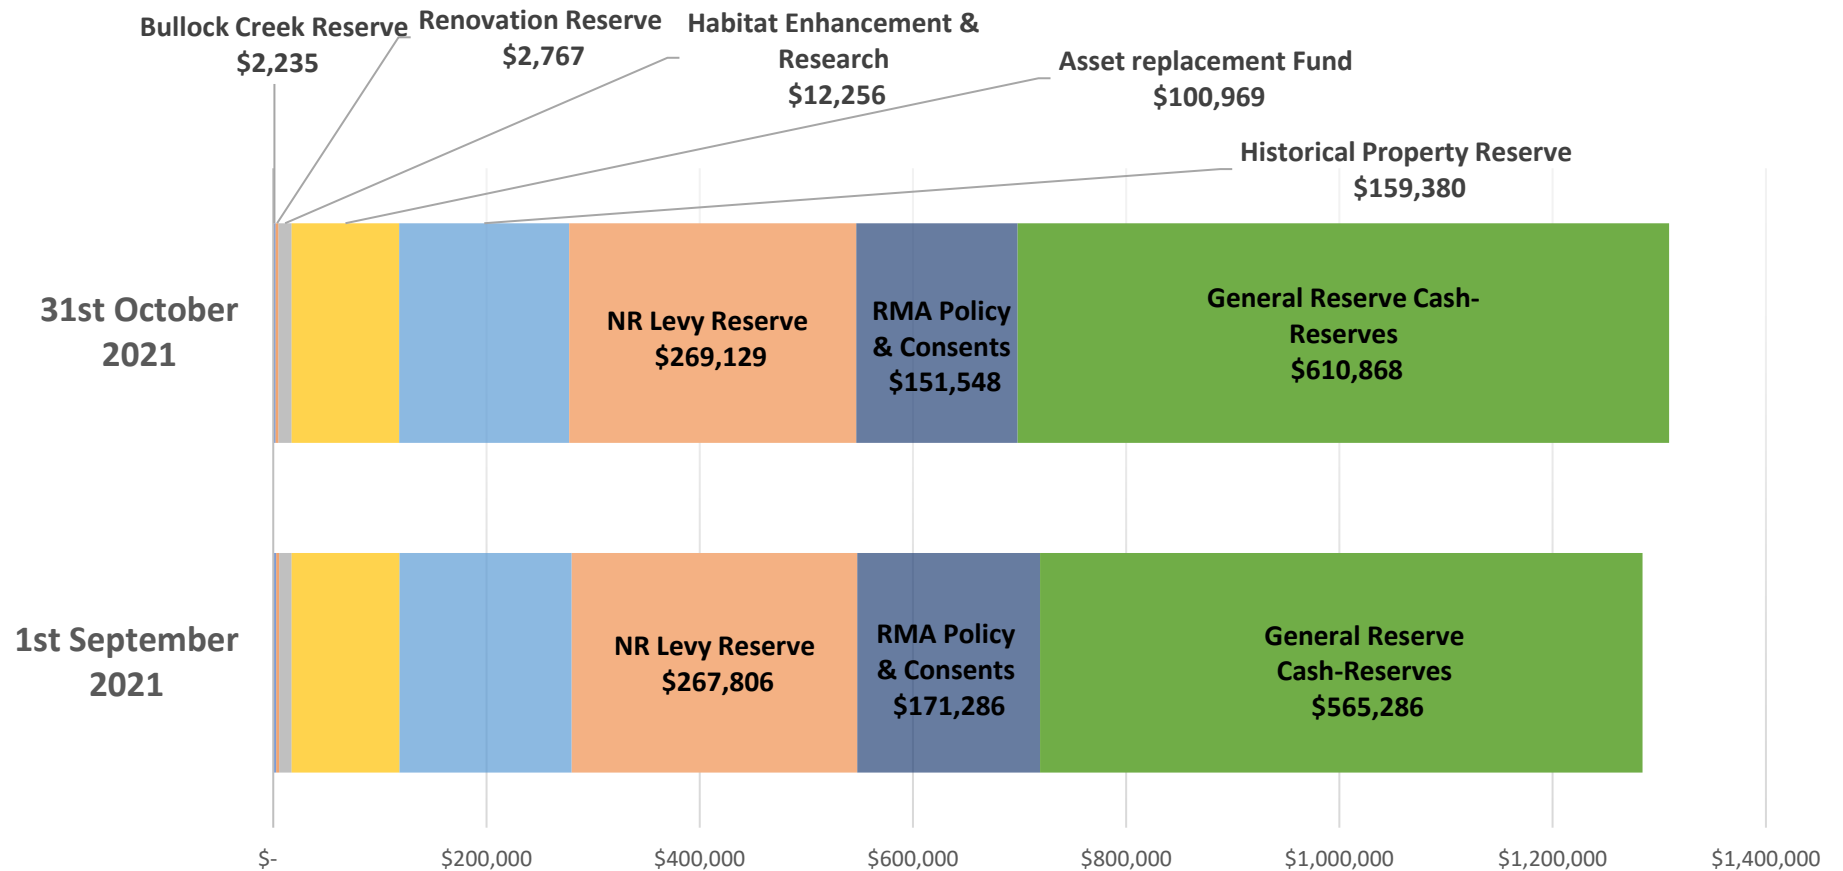 Bullock Creek Reserve
$2,235
Renovation Reserve
$2,767
Habitat Enhancement &
Research
$12,256
Asset replacement Fund
$100,969
Historical Property Reserve
$159,380
31st October
2021
NR Levy Reserve
$269,129
RMA Policy
& Consents
$151,548
General Reserve Cash-
Reserves
$610,868
1st September
2021
NR Levy Reserve
$267,806
RMA Policy
& Consents
$171,286
General Reserve
Cash-Reserves
$565,286
$-
$200,000
$400,000
$600,000
$800,000
$1,000,000
$1,200,000
$1,400,000